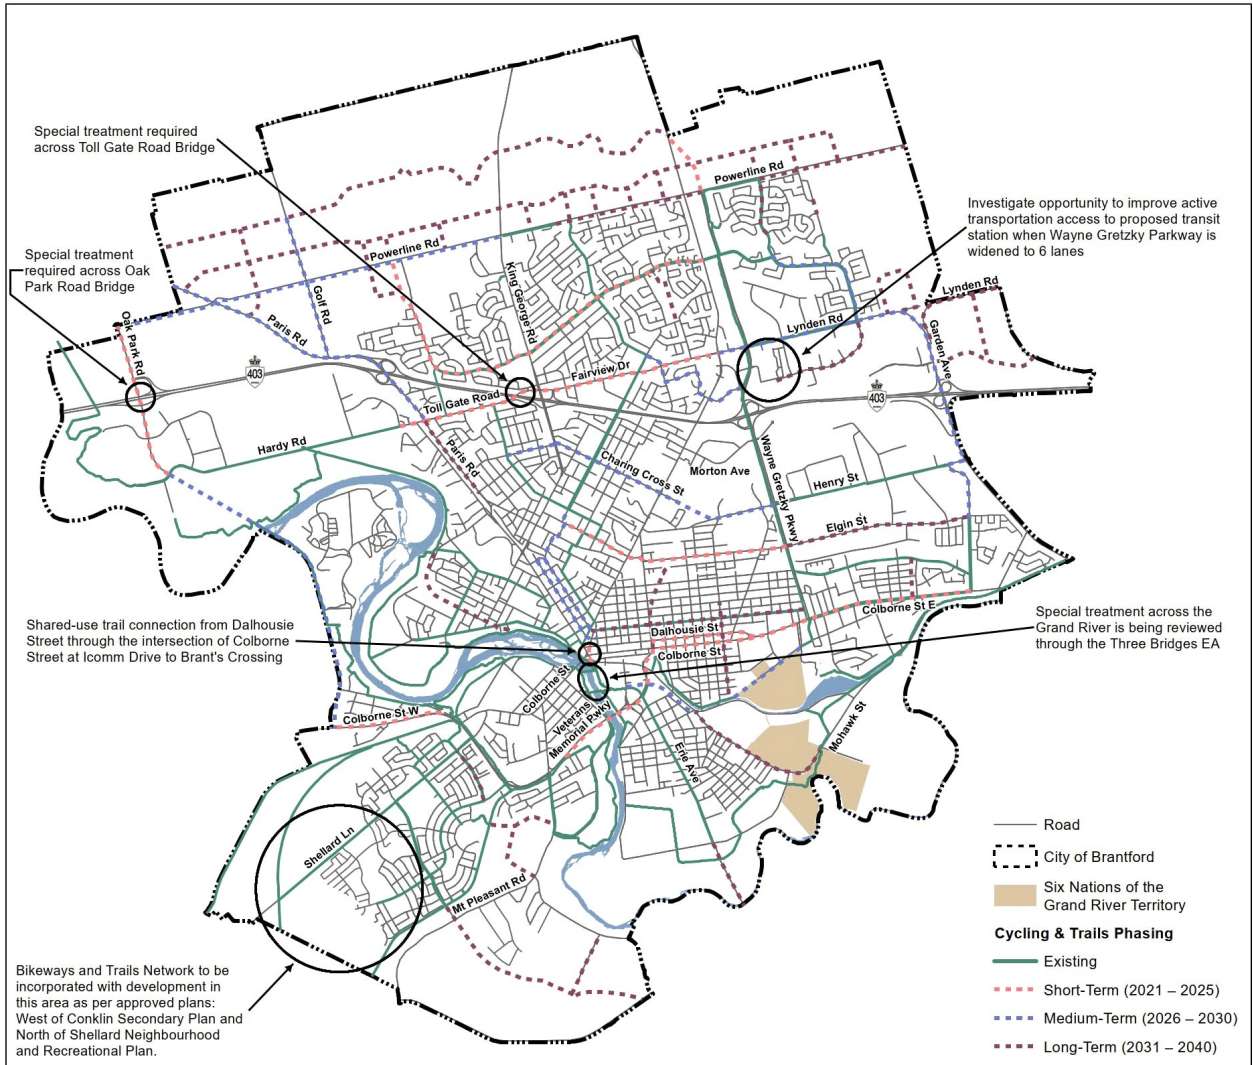 Special treatment required
across Toll Gate Road Bridge
Powerline Rd
Investigate opportunity to improve active
transportation access to proposed transit
station when Wayne Gretzky Parkway is
widened to 6 lanes
Special treatment
required across Oak
Park Road Bridge
Powerline Rd
King George Rd
Golf Rd
Oak Park Rd
Paris Rd
Lynden Rd
Lynden Rd
Garden Ave
403
Fairview Dr
403
Toll Gate Road
Hardy Rd
Paris Rd
Charing Cross St
Morton Ave
Wayne Gretzky Pkwy
Henry St
Elgin St
Shared-use trail connection from Dalhousie
Street through the intersection of Colborne
Street at Icomm Drive to Brant's Crossing
Colborne St E
Special treatment across the
Grand River is being reviewed
through the Three Bridges EA
Dalhousie St
Colborne St
Colborne St
Colborne St W
Veterans
Memorial Pwky
Erie Ave
Mohawk St
Shellard Ln
Mt Pleasant Rd
Bikeways and Trails Network to be
incorporated with development in
this area as per approved plans:
West of Conklin Secondary Plan and
North of Shellard Neighbourhood
and Recreational Plan.
Road
City of Brantford
Six Nations of the
Grand River Territory
Cycling & Trails Phasing
Existing
Short-Term (2021 – 2025)
Medium-Term (2026 – 2030)
Long-Term (2031 – 2040)